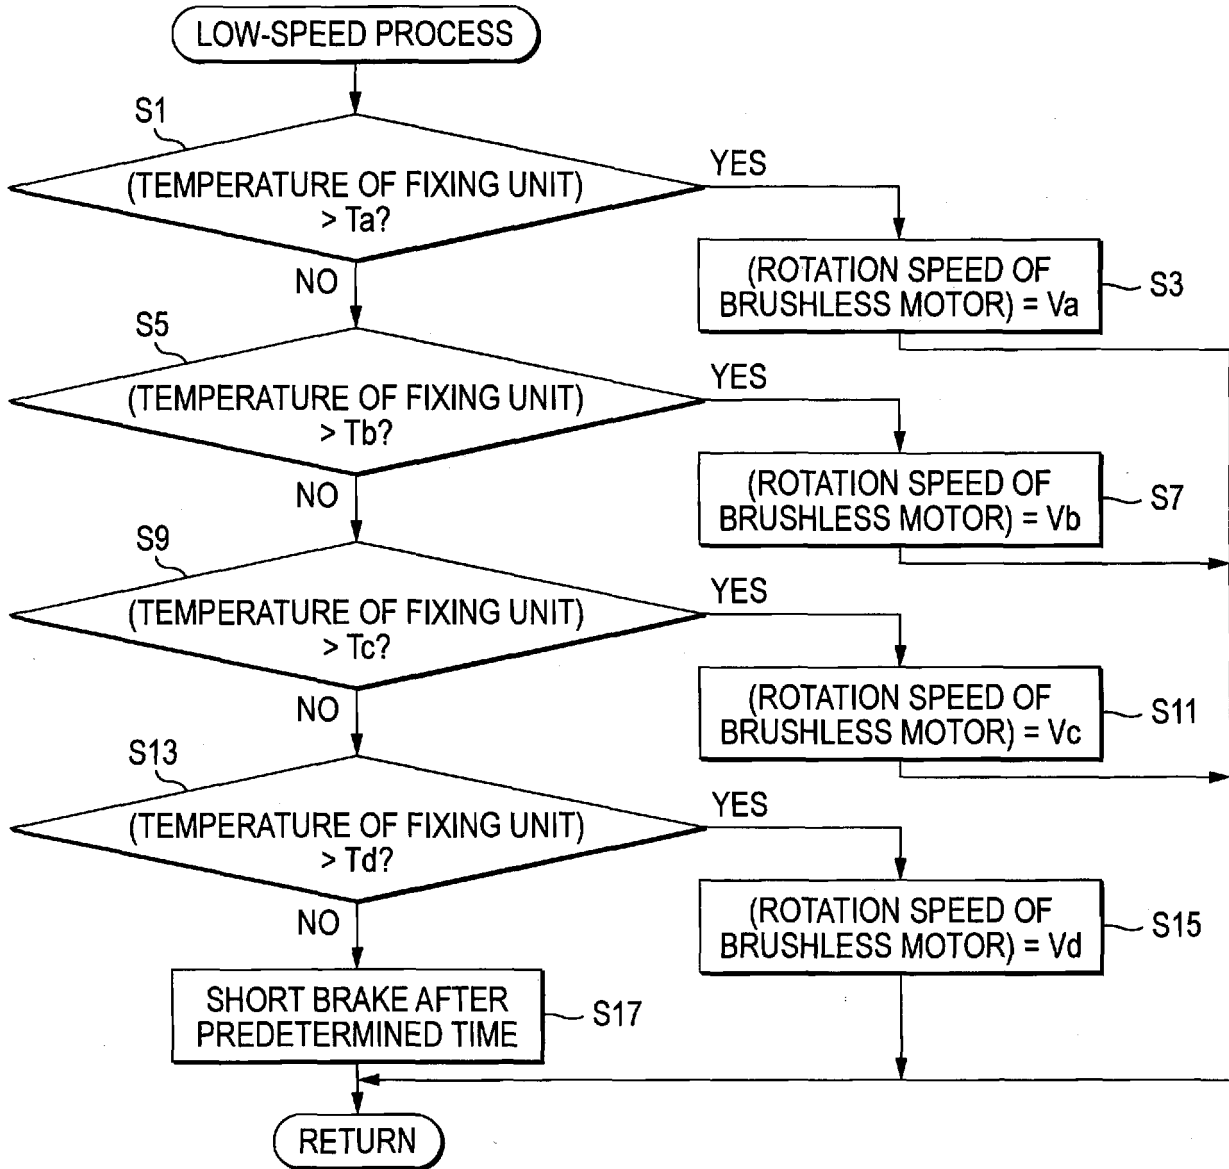 LOW-SPEED PROCESS
S1
(TEMPERATURE OF FIXING UNIT)
> Ta?
YES
NO
(ROTATION SPEED OF
BRUSHLESS MOTOR) = Va
S3
S5
(TEMPERATURE OF FIXING UNIT)
> Tb?
YES
NO
(ROTATION SPEED OF
BRUSHLESS MOTOR) = Vb
S7
S9
(TEMPERATURE OF FIXING UNIT)
> Tc?
YES
NO
(ROTATION SPEED OF
BRUSHLESS MOTOR) = Vc
S11
S13
(TEMPERATURE OF FIXING UNIT)
> Td?
YES
NO
(ROTATION SPEED OF
BRUSHLESS MOTOR) = Vd
S15
SHORT BRAKE AFTER
PREDETERMINED TIME
S17
RETURN